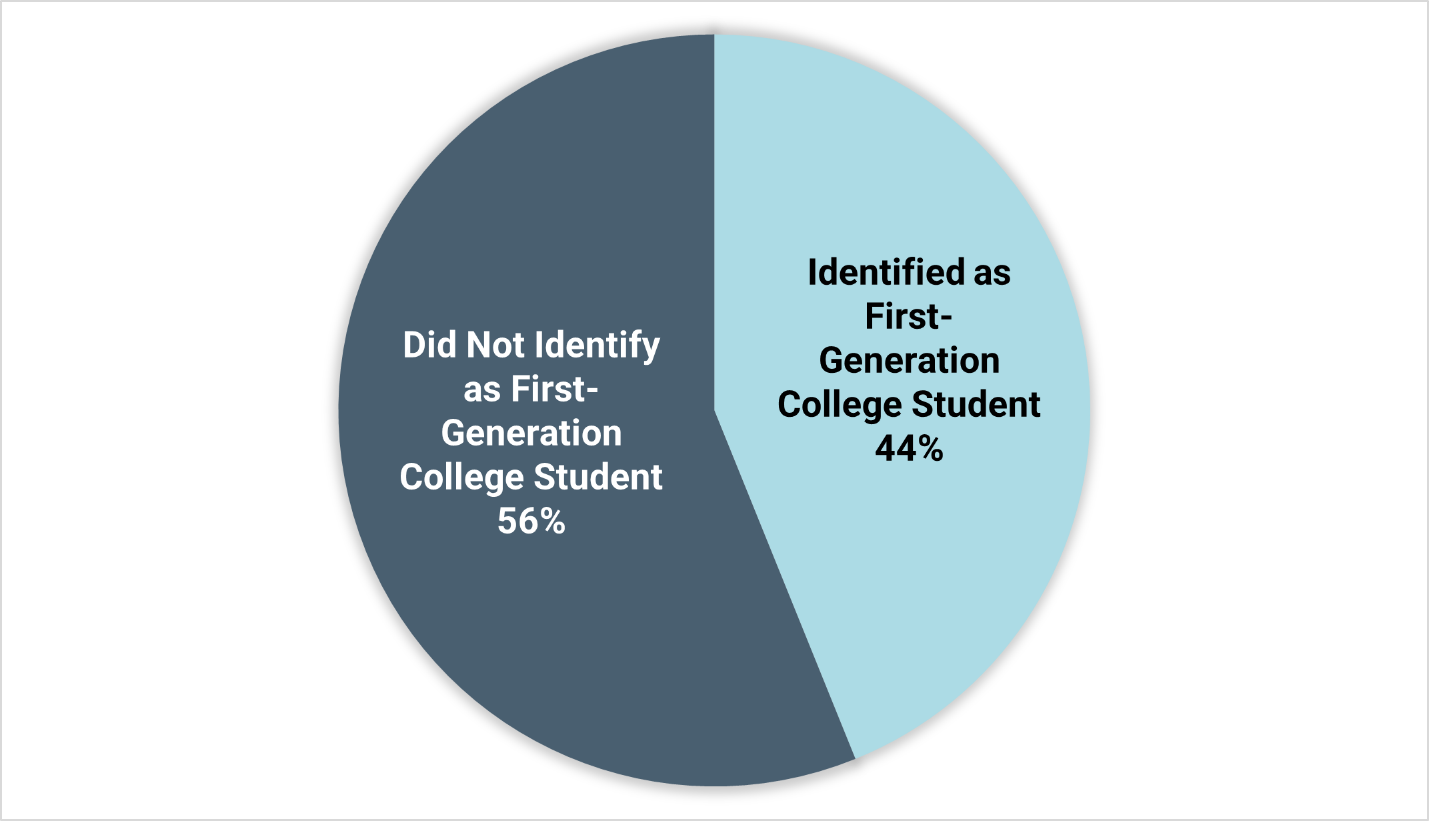 Identified as
First-
Generation
College Student
44%
Did Not Identify
as First-
Generation
College Student
56%